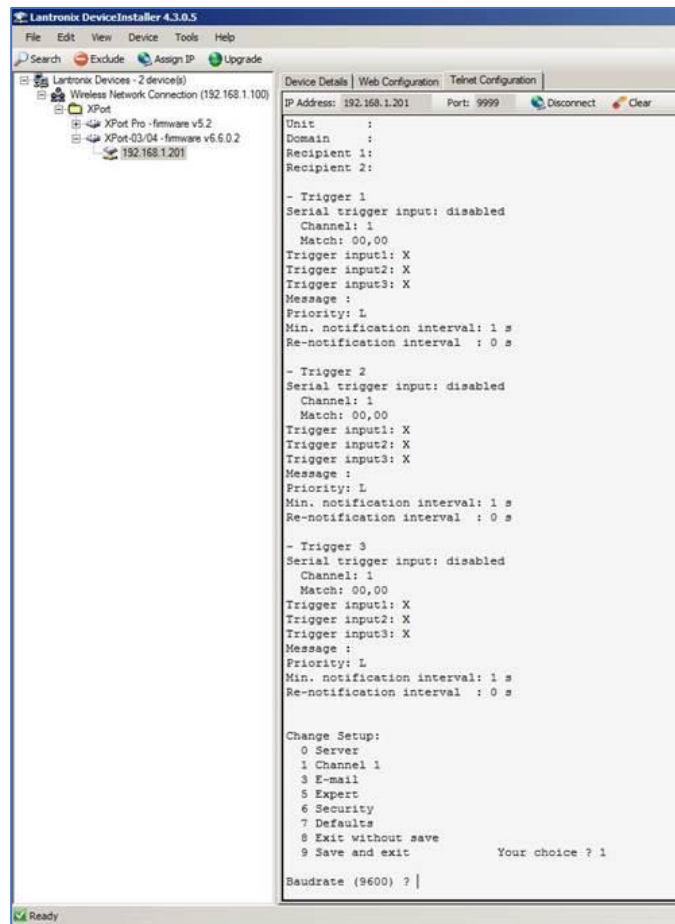 Lantronix DeviceInstaller 4.3.0.5
File Edit View Device Tools Help
Search Exclude Assign IP Upgrade
Lantronix Devices - 2 device(s)
Wireless Network Connection (192.168.1.100)
XPort
XPort Pro - firmware v5.2
XPort-03/04 - firmware v6.6.0.2
192.168.1.201
Device Details Web Configuration Telnet Configuration
IP Address: 192.168.1.201 Port: 9999 Disconnect Clear
Unit :
Domain :
Recipient 1:
Recipient 2:
- Trigger 1
Serial trigger input: disabled
Channel: 1
Match: 00,00
Trigger input1: X
Trigger input2: X
Trigger input3: X
Message :
Priority: L
Min. notification interval: 1 s
Re-notification interval : 0 s
- Trigger 2
Serial trigger input: disabled
Channel: 1
Match: 00,00
Trigger input1: X
Trigger input2: X
Trigger input3: X
Message :
Priority: L
Min. notification interval: 1 s
Re-notification interval : 0 s
- Trigger 3
Serial trigger input: disabled
Channel: 1
Match: 00,00
Trigger input1: X
Trigger input2: X
Trigger input3: X
Message :
Priority: L
Min. notification interval: 1 s
Re-notification interval : 0 s
Change Setup:
0 Server
1 Channel 1
3 E-mail
5 Expert
6 Security
7 Defaults
8 Exit without save
9 Save and exit Your choice ? 1
Baudrate (9600) ?
Ready